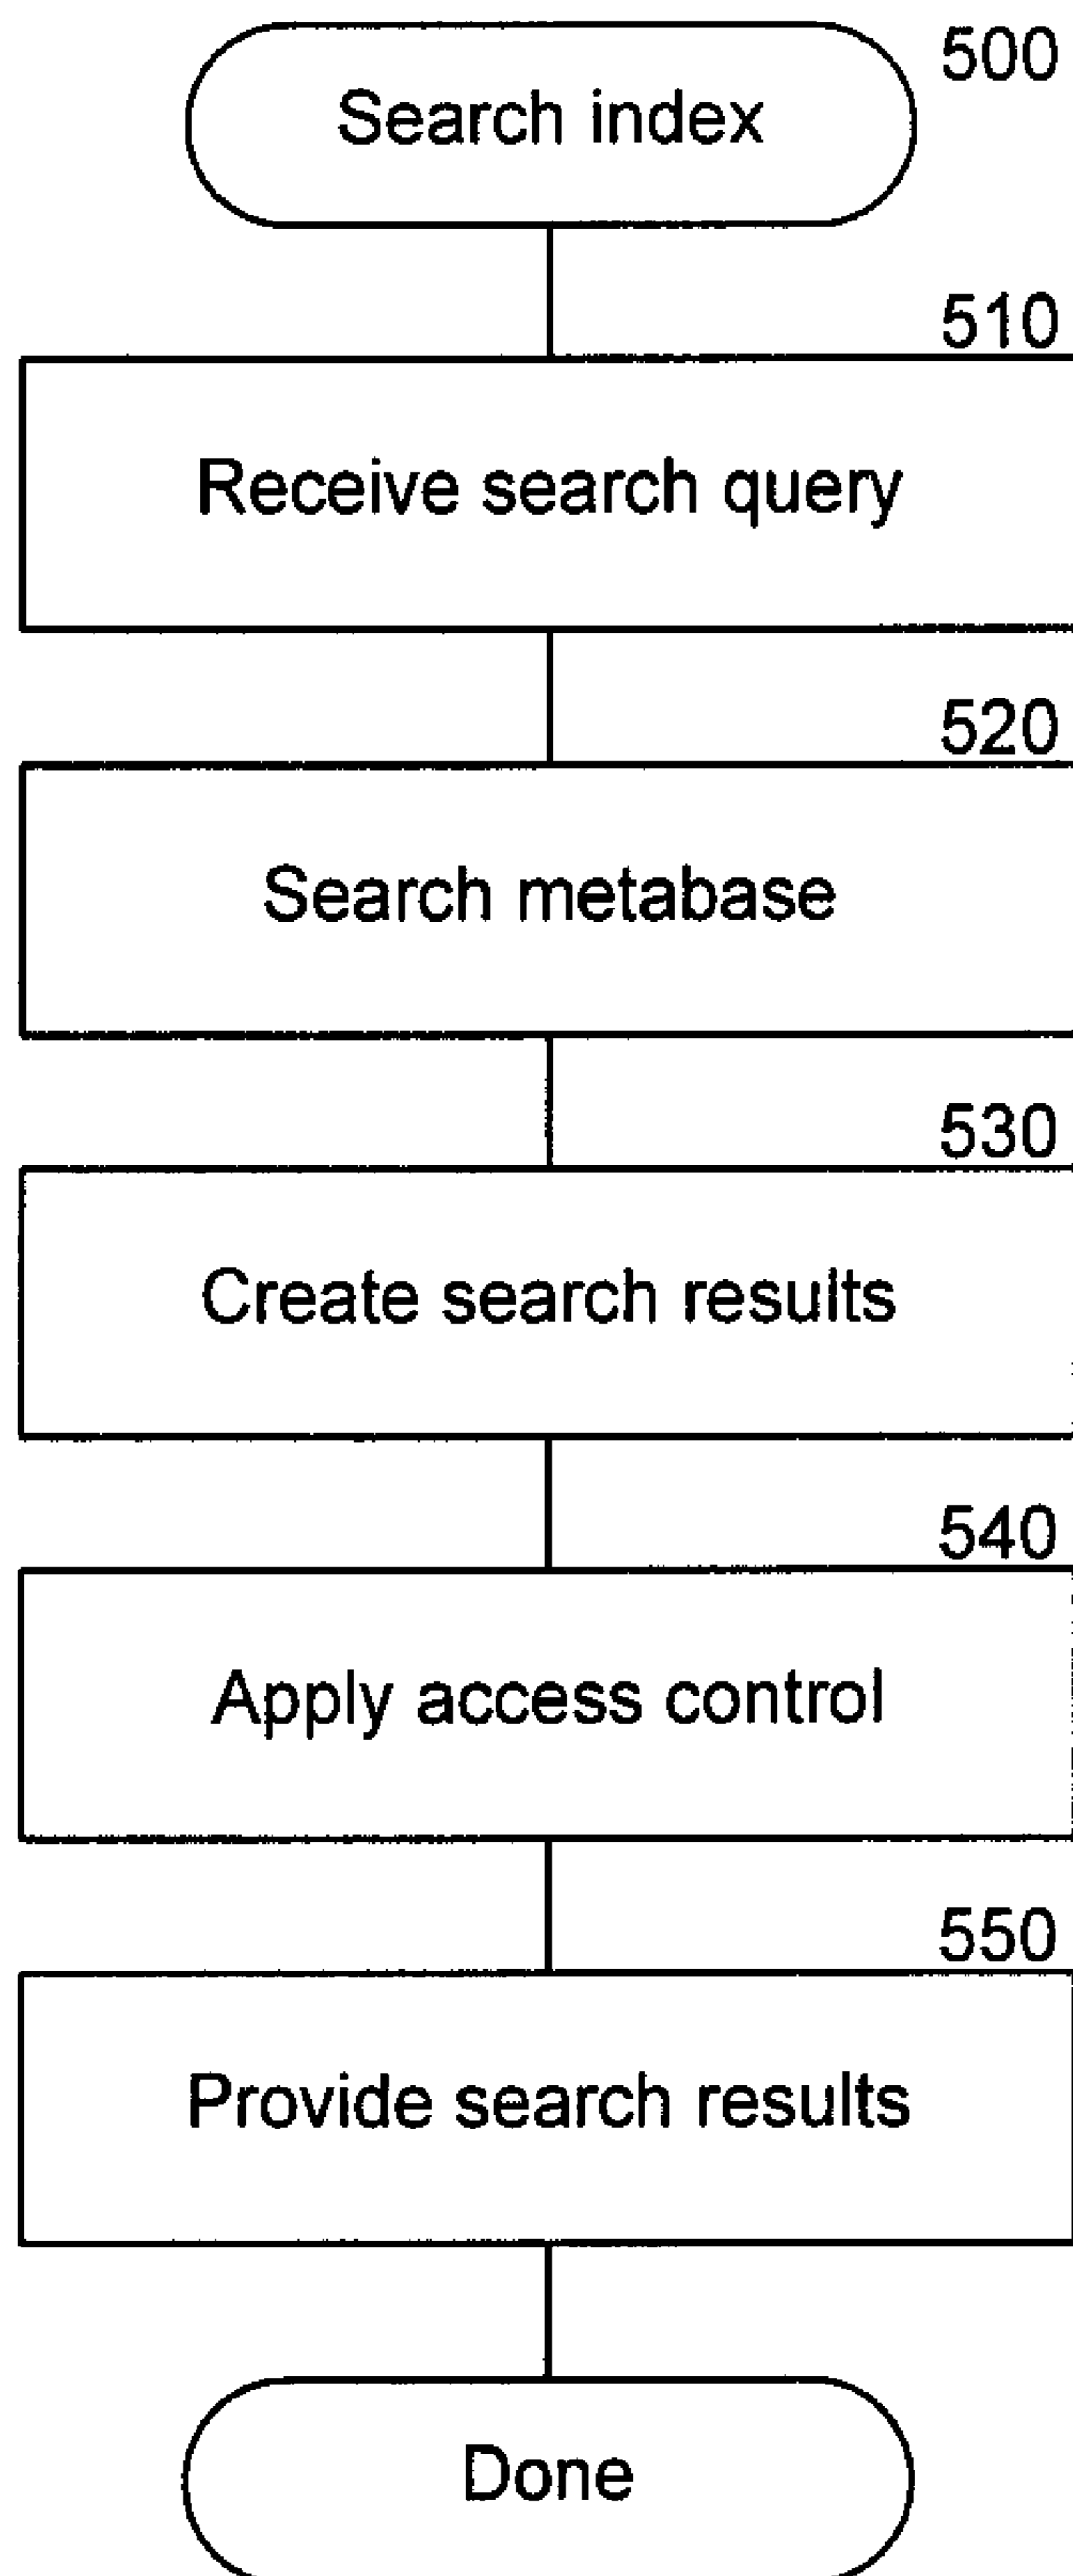 500
Search index
510
Receive search query
520
Search metabase
530
Create search results
540
Apply access control
550
Provide search results
Done